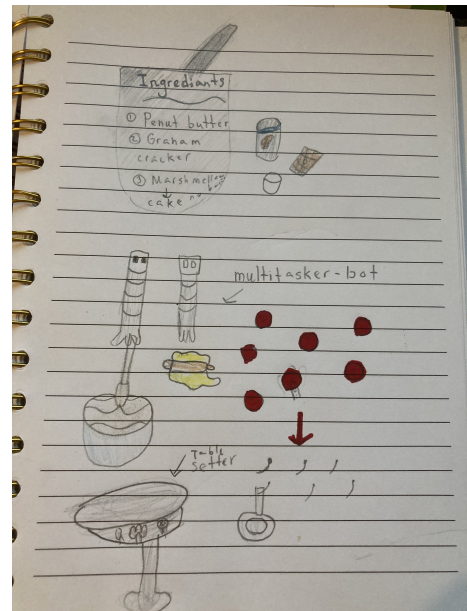 Ingrediants
① Penut butter
② Graham
cracker
③ Marshmellow
cake
multitasker-bot
Table
setter